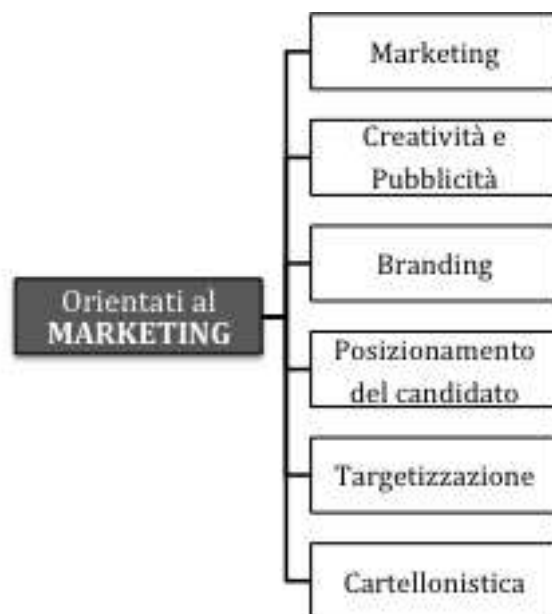 Marketing
Creatività e
Pubblicità
Branding
Orientati al
MARKETING
Posizionamento
del candidato
Targetizzazione
Cartellonistica